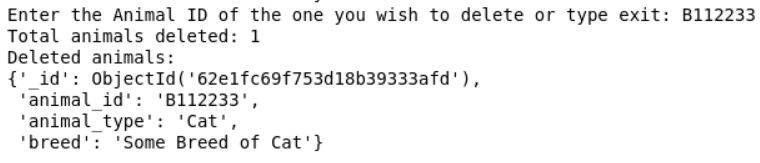 Enter the Animal ID of the one you wish to delete or type exit: B112233
Total animals deleted: 1
Deleted animals:
{'_id': ObjectId('62e1fc69f753d18b39333afd'),
 'animal_id': 'B112233',
 'animal_type': 'Cat',
 'breed': 'Some Breed of Cat'}